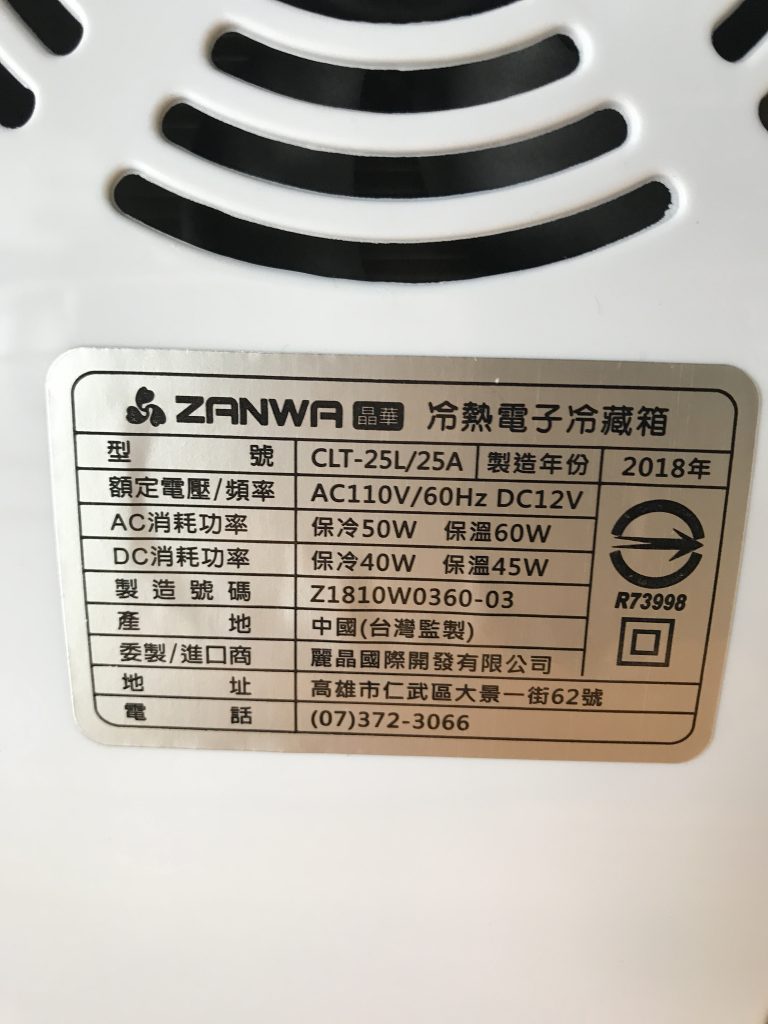 ZANWA 晶華 冷熱電子冷藏箱
型 號 CLT-25L/25A 製造年份 2018年
額定電壓/頻率 AC110V/60Hz DC12V
AC消耗功率 保冷50W 保溫60W
DC消耗功率 保冷40W 保溫45W
製造號碼 Z1810W0360-03
R73998
產 地 中國(台灣監製)
委製/進口商 麗晶國際開發有限公司
地 址 高雄市仁武區大景一街62號
電 話 (07)372-3066